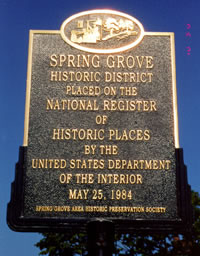 SPRING GROVE
HISTORIC DISTRICT
PLACED ON THE
NATIONAL REGISTER
OF
HISTORIC PLACES
BY THE
UNITED STATES DEPARTMENT
OF THE INTERIOR
MAY 25, 1984
SPRING GROVE AREA HISTORIC PRESERVATION SOCIETY